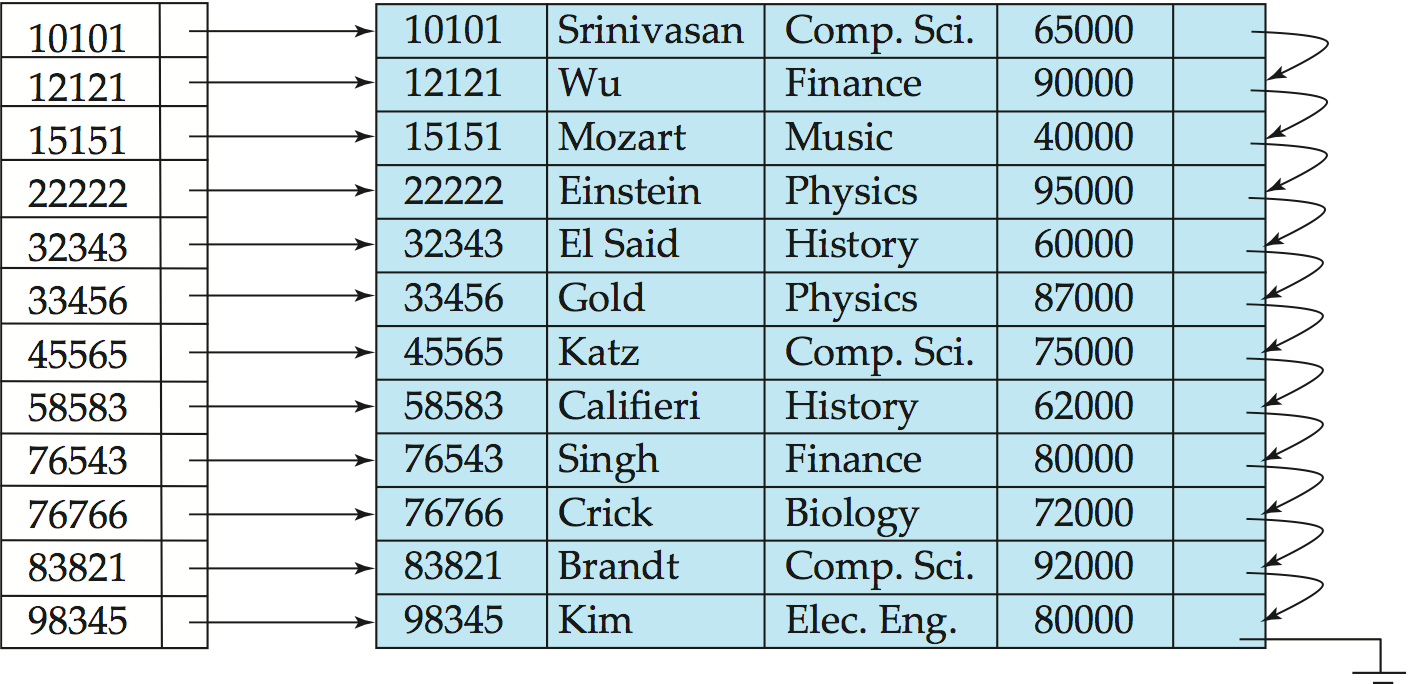 10101 10101 Srinivasan Comp. Sci. 65000
12121 12121 Wu Finance 90000
15151 15151 Mozart Music 40000
22222 22222 Einstein Physics 95000
32343 32343 El Said History 60000
33456 33456 Gold Physics 87000
45565 45565 Katz Comp. Sci. 75000
58583 58583 Califieri History 62000
76543 76543 Singh Finance 80000
76766 76766 Crick Biology 72000
83821 83821 Brandt Comp. Sci. 92000
98345 98345 Kim Elec. Eng. 80000